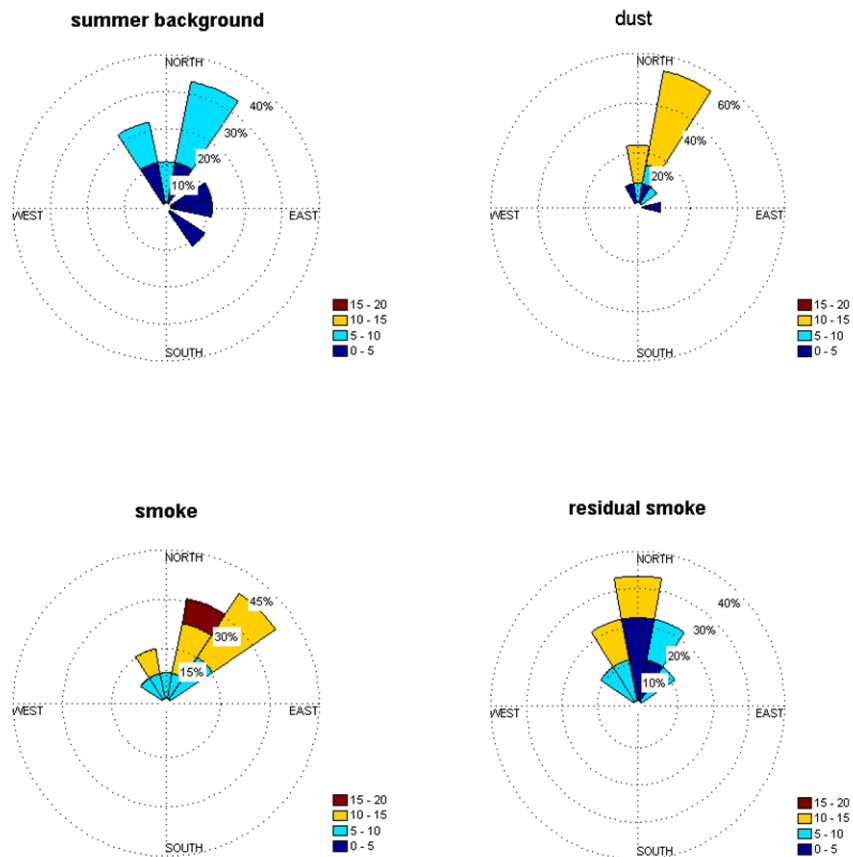 summer background
NORTH
40%
30%
20%
10%
WEST
EAST
SOUTH
15 - 20
10 - 15
5 - 10
0 - 5
dust
NORTH
60%
40%
20%
WEST
EAST
SOUTH
15 - 20
10 - 15
5 - 10
0 - 5
smoke
NORTH
45%
30%
15%
WEST
EAST
SOUTH
15 - 20
10 - 15
5 - 10
0 - 5
residual smoke
NORTH
40%
30%
20%
10%
WEST
EAST
SOUTH
15 - 20
10 - 15
5 - 10
0 - 5